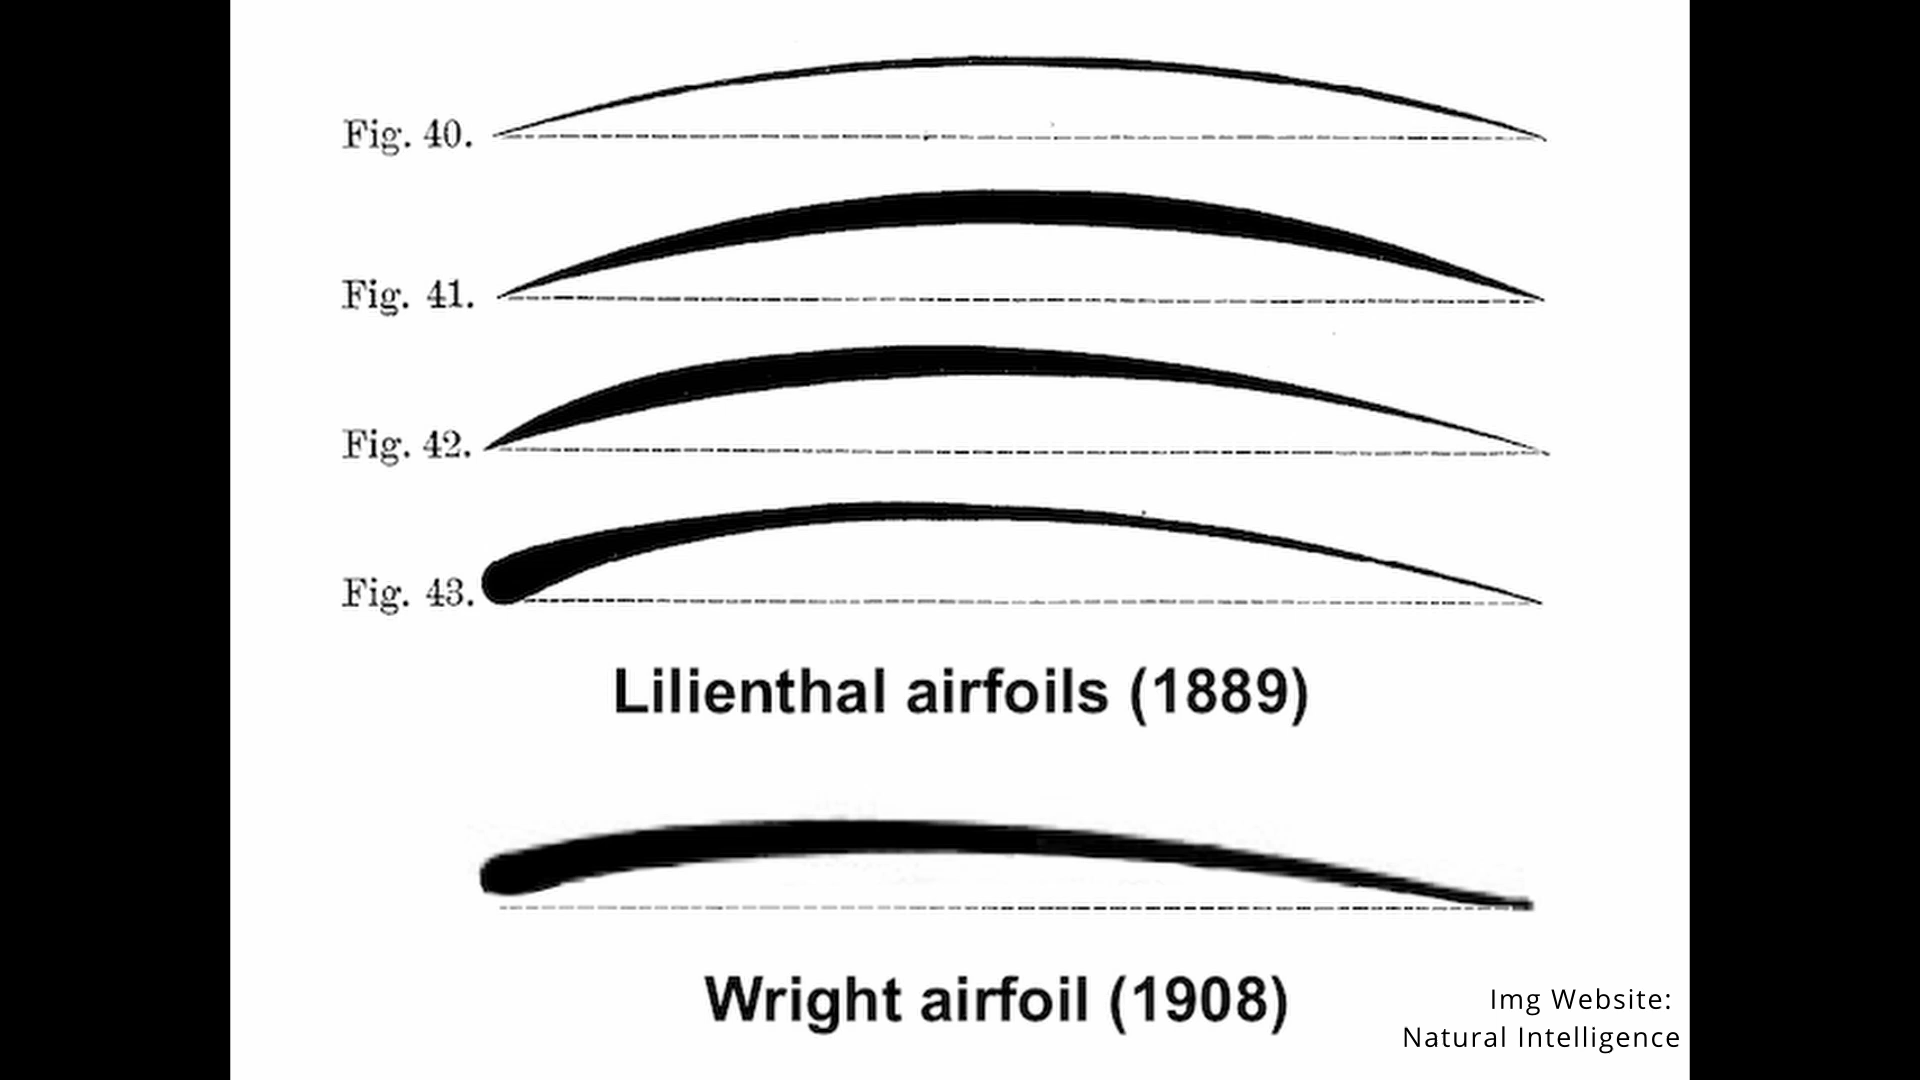 Fig. 40.
Fig. 41.
Fig. 42.
Fig. 43.
Lilienthal airfoils (1889)
Wright airfoil (1908)
Img Website:
Natural Intelligence